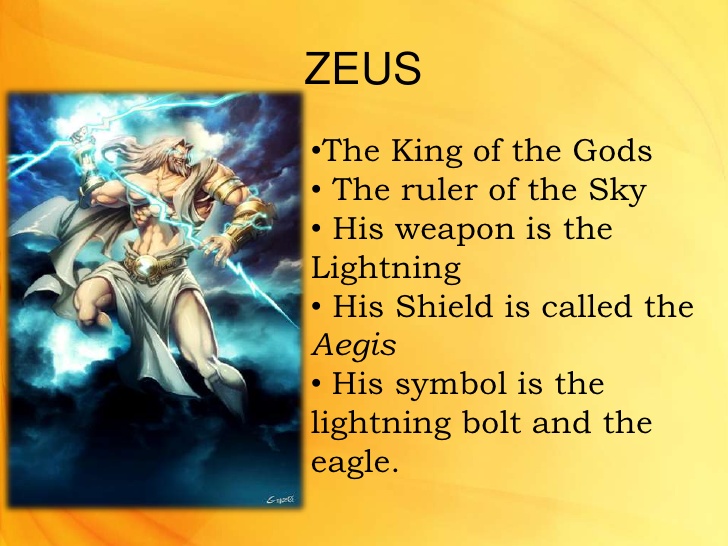 ZEUS
•The King of the Gods
• The ruler of the Sky
• His weapon is the
Lightning
• His Shield is called the
Aegis
• His symbol is the
lightning bolt and the
eagle.